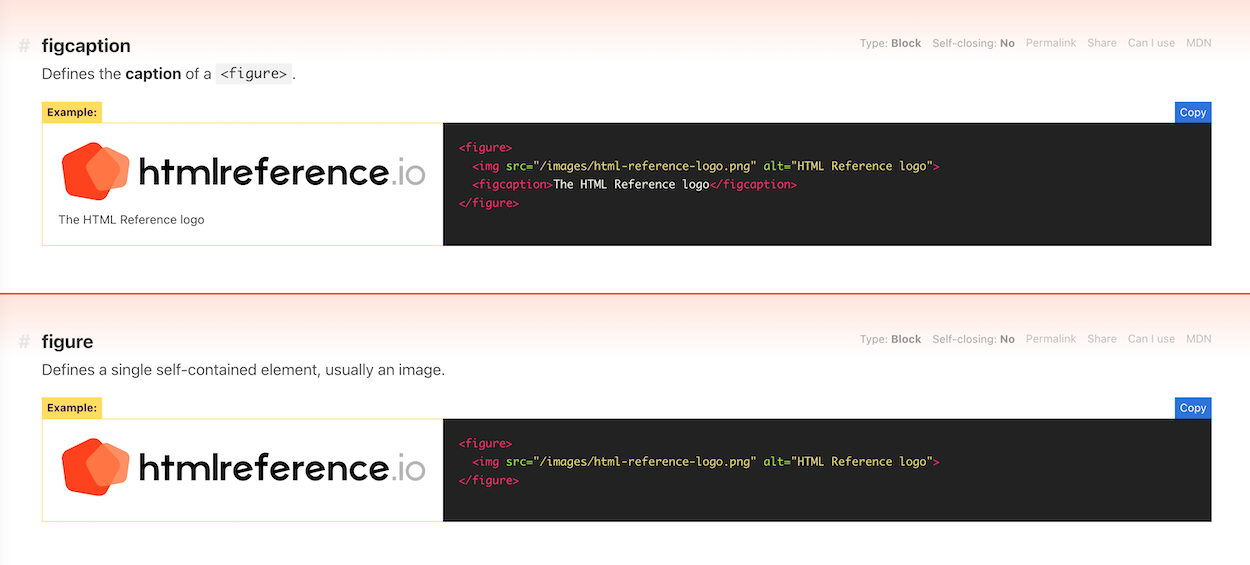 # figcaption
Type: Block Self-closing: No Permalink Share Can I use MDN
Defines the caption of a <figure>.
Example:
Copy
htmlreference.io
The HTML Reference logo
<figure>
<img src="/images/html-reference-logo.png" alt="HTML Reference logo">
<figcaption>The HTML Reference logo</figcaption>
</figure>
# figure
Type: Block Self-closing: No Permalink Share Can I use MDN
Defines a single self-contained element, usually an image.
Example:
Copy
htmlreference.io
<figure>
<img src="/images/html-reference-logo.png" alt="HTML Reference logo">
</figure>